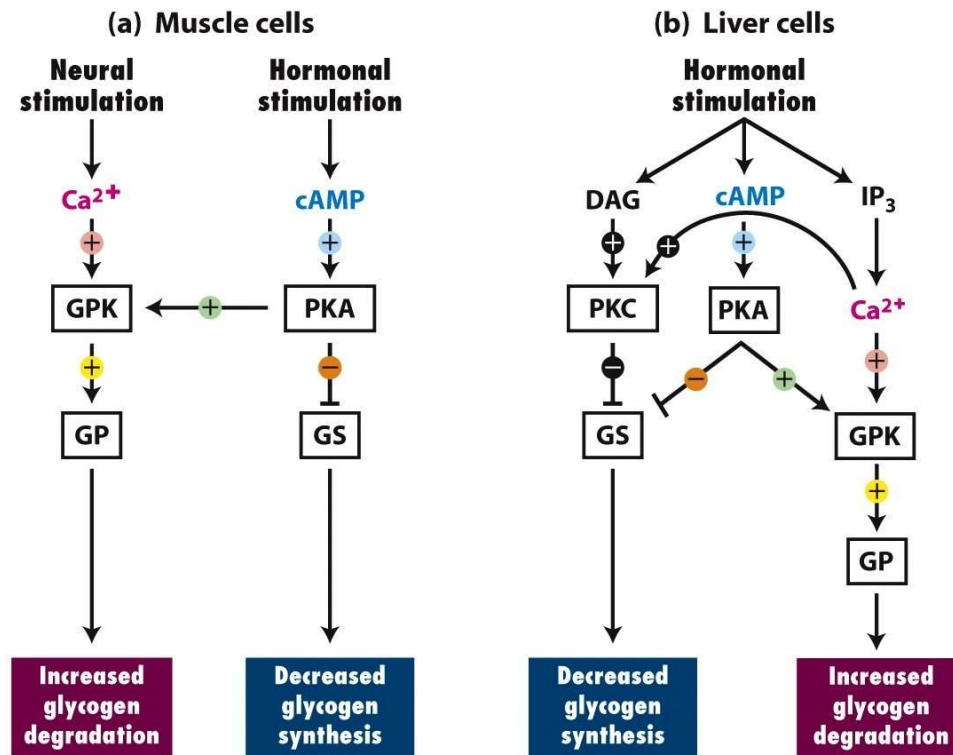 (a) Muscle cells
Neural
stimulation
Hormonal
stimulation
Ca2+
cAMP
+
+
GPK
+
PKA
+
−
GP
GS
Increased
glycogen
degradation
Decreased
glycogen
synthesis
(b) Liver cells
Hormonal
stimulation
DAG
cAMP
IP3
+
+
+
PKC
PKA
Ca2+
−
−
+
+
GS
GPK
+
GP
Decreased
glycogen
synthesis
Increased
glycogen
degradation